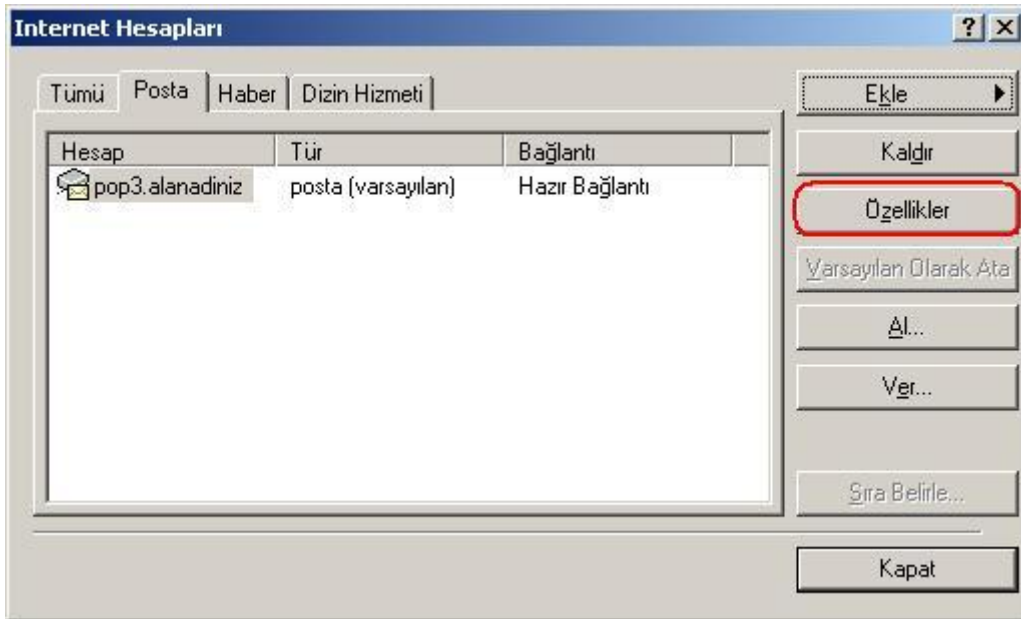 Internet Hesapları
Tümü Posta Haber Dizin Hizmeti
Hesap Tür Bağlantı
pop3.alanadiniz posta (varsayılan) Hazır Bağlantı
Ekle
Kaldır
Özellikler
Varsayılan Olarak Ata
Al...
Ver...
Sıra Belirle...
Kapat